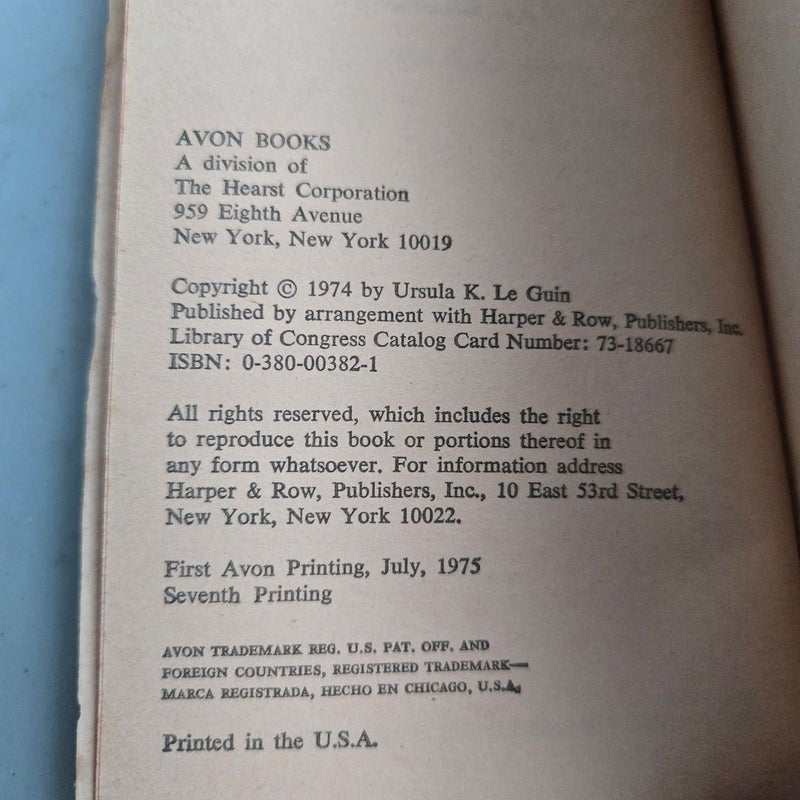 AVON BOOKS
A division of
The Hearst Corporation
959 Eighth Avenue
New York, New York 10019
Copyright © 1974 by Ursula K. Le Guin
Published by arrangement with Harper & Row, Publishers, Inc.
Library of Congress Catalog Card Number: 73-18667
ISBN: 0-380-00382-1
All rights reserved, which includes the right
to reproduce this book or portions thereof in
any form whatsoever. For information address
Harper & Row, Publishers, Inc., 10 East 53rd Street,
New York, New York 10022.
First Avon Printing, July, 1975
Seventh Printing
AVON TRADEMARK REG. U.S. PAT. OFF. AND
FOREIGN COUNTRIES, REGISTERED TRADEMARK—
MARCA REGISTRADA, HECHO EN CHICAGO, U.S.A.
Printed in the U.S.A.